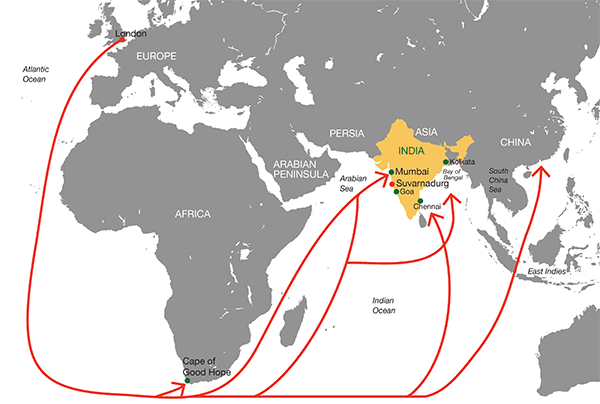 London
EUROPE
Atlantic
Ocean
PERSIA
ASIA
CHINA
INDIA
ARABIAN
PENINSULA
Kolkata
Mumbai
Bay of
Bengal
Arabian
Sea
Suvarnadurg
South
China
Sea
Goa
Chennai
AFRICA
East Indies
Indian
Ocean
Cape of
Good Hope